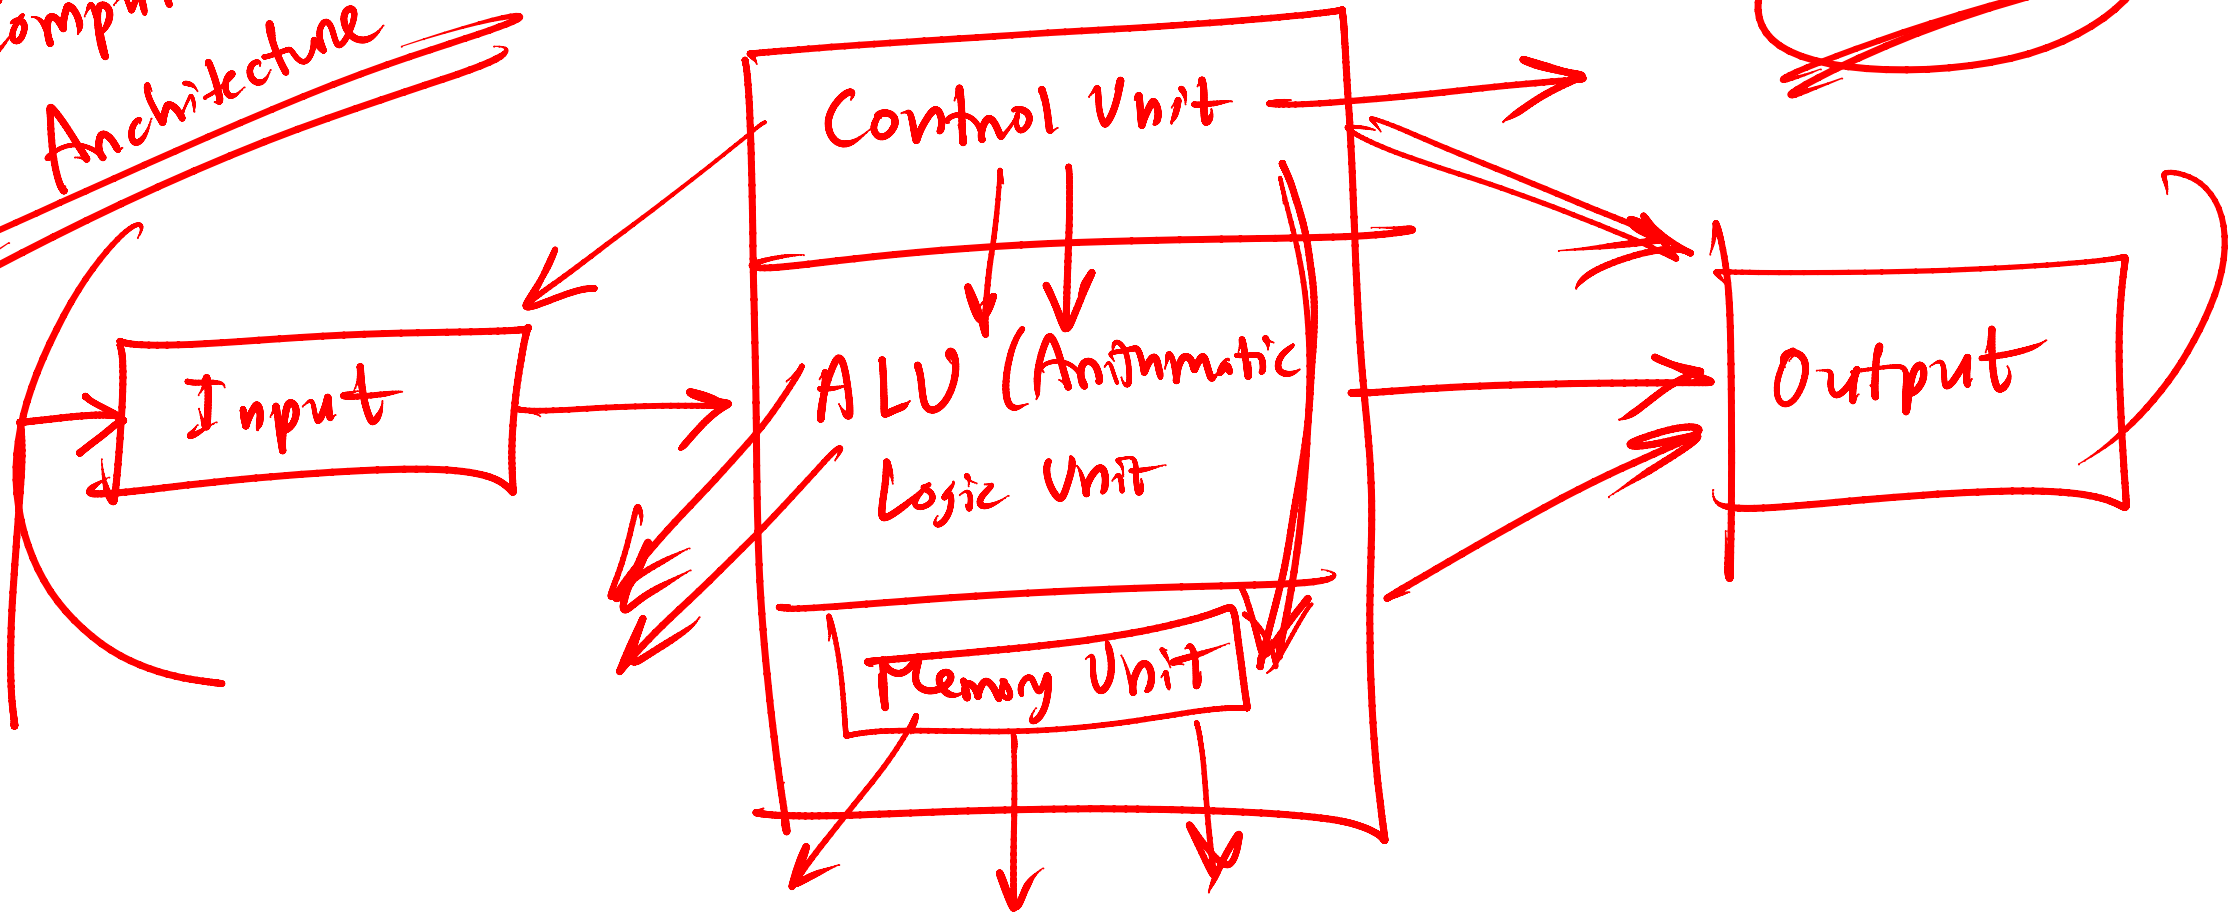 Architecture
Control Unit
Input
ALU (Arithmatic
Logic Unit
Output
Memory Unit